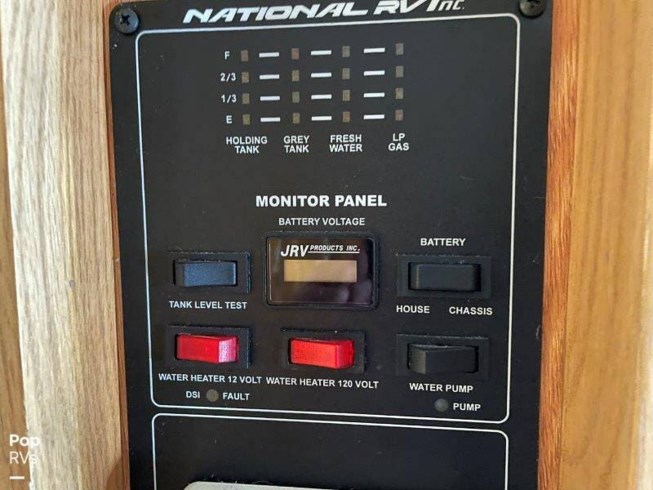 NATIONAL RV INC.
F
2/3
1/3
E
HOLDING TANK GREY TANK FRESH WATER LP GAS
MONITOR PANEL
BATTERY VOLTAGE
JRV PRODUCTS INC.
BATTERY
TANK LEVEL TEST
HOUSE CHASSIS
WATER HEATER 12 VOLT WATER HEATER 120 VOLT
WATER PUMP
DSI FAULT
PUMP
Pop
RVs